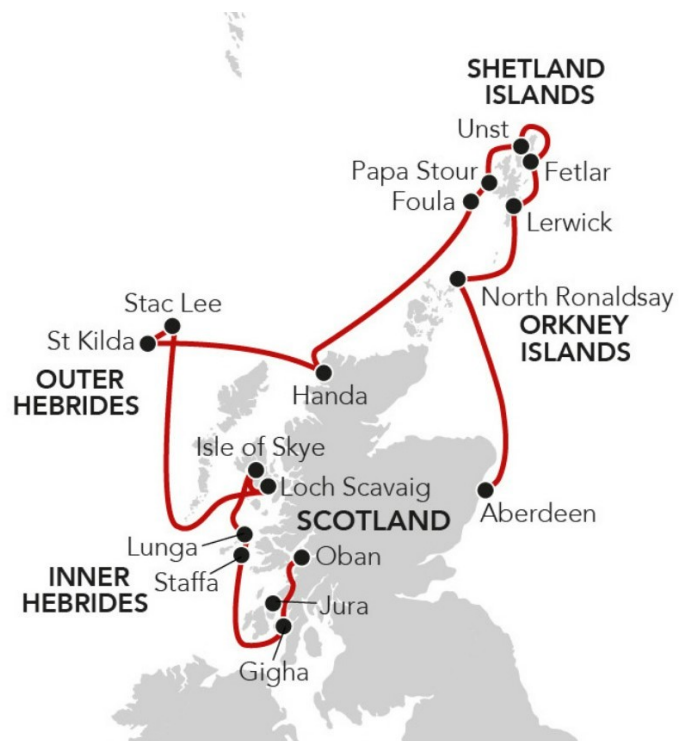 SHETLAND
ISLANDS
Unst
Papa Stour
Fetlar
Foula
Lerwick
North Ronaldsay
ORKNEY
ISLANDS
Stac Lee
St Kilda
OUTER
HEBRIDES
Handa
Isle of Skye
Loch Scavaig
Aberdeen
SCOTLAND
Lunga
Oban
INNER
HEBRIDES
Staffa
Jura
Gigha